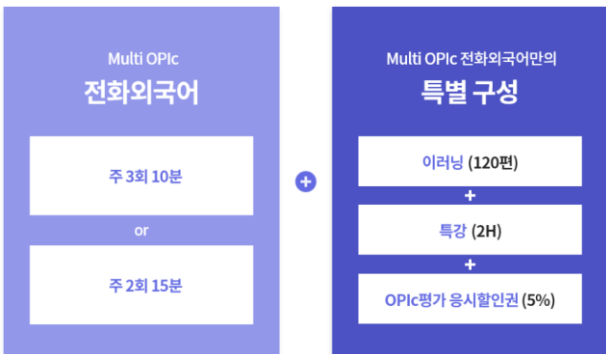 Multi OPIc
전화외국어
주 3회 10분
or
주 2회 15분
+
Multi OPIc 전화외국어만의
특별 구성
이러닝 (120편)
+
특강 (2H)
+
OPIc평가 응시할인권 (5%)